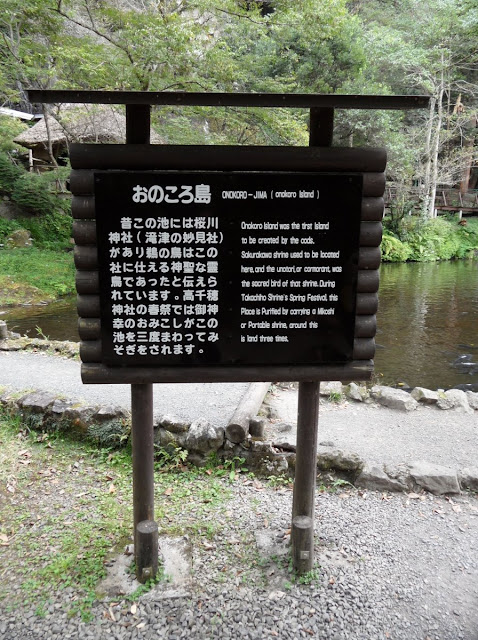 おのころ島 ONOKORO-JIMA ( onokoro Island )
昔この池には桜川
神社（滝津の妙見社）
があり鵜の鳥はこの
社に仕える神聖な霊
鳥であったと伝えら
れています。高千穂
神社の春祭では御神
幸のおみこしがこの
池を三度まわってみ
そぎをされます。
Onokoro Island was the first Island
to be created by the gods.
Sakurakawa shrine used to be located
here, and the unotori, or cormorant, was
the sacred bird of that shrine. During
Takachiho Shrine's Spring Festival, this
Place is Purified by carrying a Mikoshi
or Portable shrine, around this
is land three times.